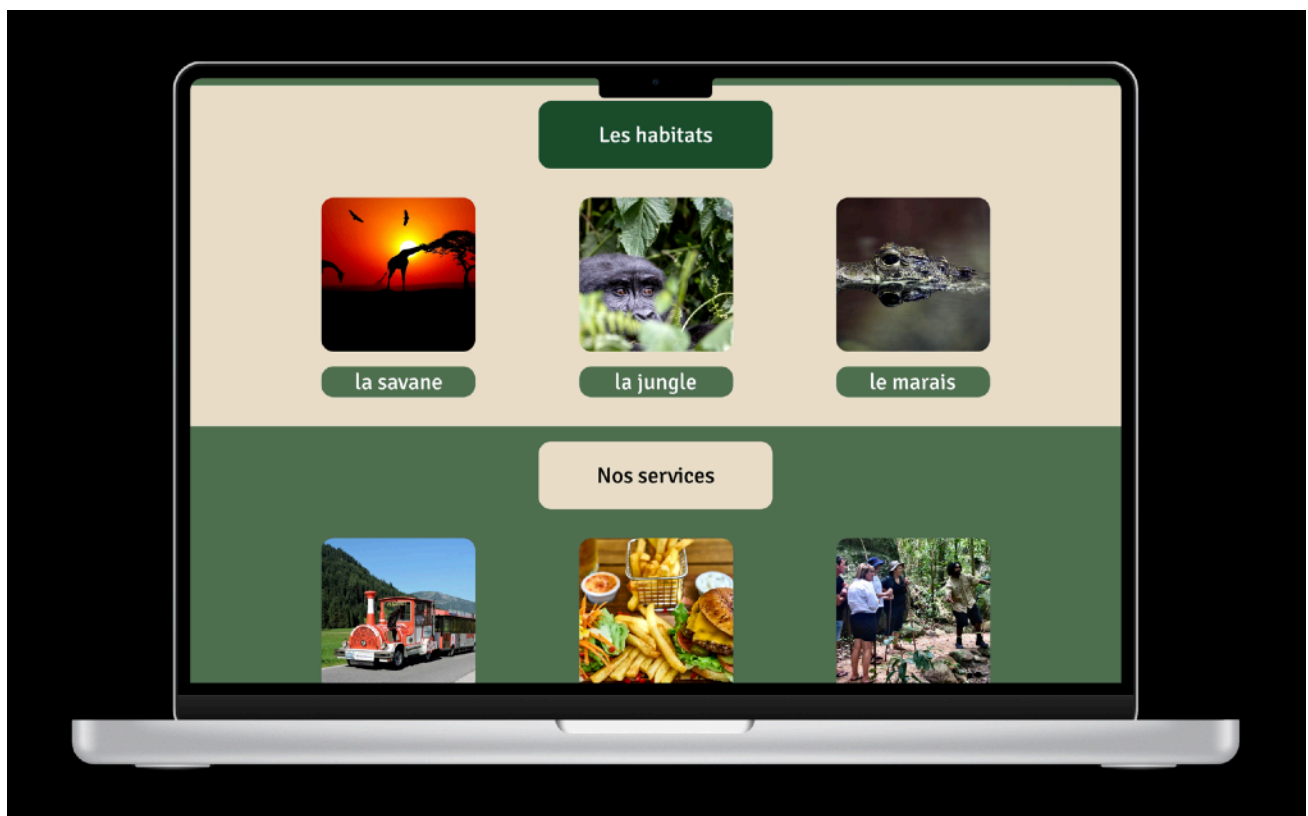 Les habitats
la savane
la jungle
le marais
Nos services